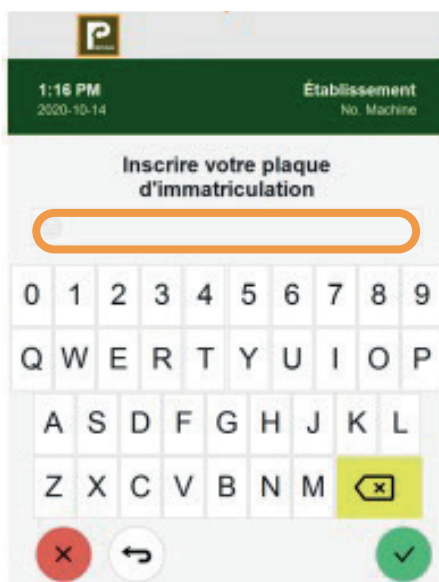 P
1:16 PM Établissement
2020-10-14 No. Machine
Inscrire votre plaque
d'immatriculation
0 1 2 3 4 5 6 7 8 9
Q W E R T Y U I O P
A S D F G H J K L
Z X C V B N M